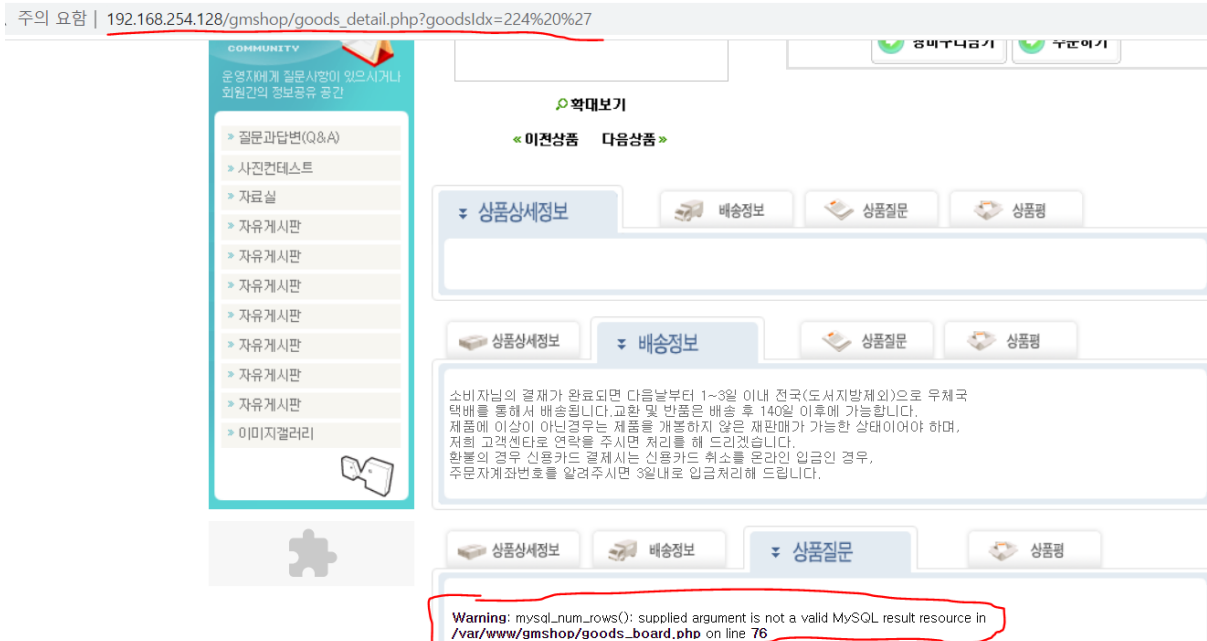 주의 요함 | 192.168.254.128/gmshop/goods_detail.php?goodsIdx=224%20%27
COMMUNITY
운영자에게 질문사항이 있으시거나
회원간의 정보공유 공간
» 질문과답변(Q&A)
» 사진컨테스트
» 자료실
» 자유게시판
» 자유게시판
» 자유게시판
» 자유게시판
» 자유게시판
» 자유게시판
» 자유게시판
» 이미지갤러리
장바구니담기 주문하기
확대보기
« 이전상품 다음상품 »
상품상세정보 배송정보 상품질문 상품평
상품상세정보 배송정보 상품질문 상품평
소비자님의 결재가 완료되면 다음날부터 1~3일 이내 전국(도서지방제외)으로 우체국
택배를 통해서 배송됩니다.교환 및 반품은 배송 후 140일 이후에 가능합니다.
제품에 이상이 아닌경우는 제품을 개봉하지 않은 재판매가 가능한 상태이어야 하며,
저희 고객센타로 연락을 주시면 처리를 해 드리겠습니다.
환불의 경우 신용카드 결제시는 신용카드 취소를 온라인 입금인 경우,
주문자계좌번호를 알려주시면 3일내로 입금처리해 드립니다.
상품상세정보 배송정보 상품질문 상품평
Warning: mysql_num_rows(): supplied argument is not a valid MySQL result resource in
/var/www/gmshop/goods_board.php on line 76